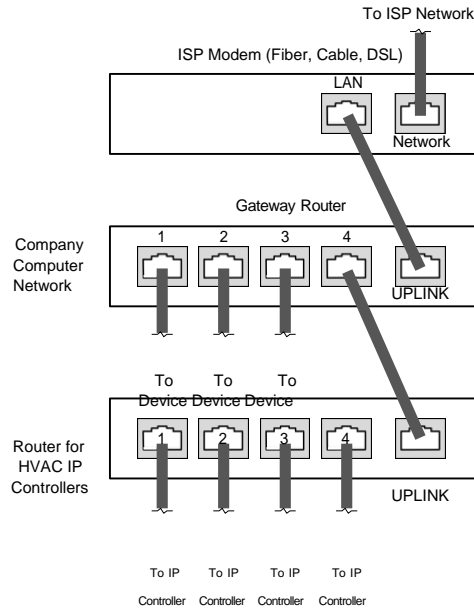 To ISP Network
ISP Modem (Fiber, Cable, DSL)
LAN
Network
Gateway Router
Company
Computer
Network
1 2 3 4
UPLINK
To To To
Device Device Device
Router for
HVAC IP
Controllers
1 2 3 4
UPLINK
To IP To IP To IP To IP
Controller Controller Controller Controller